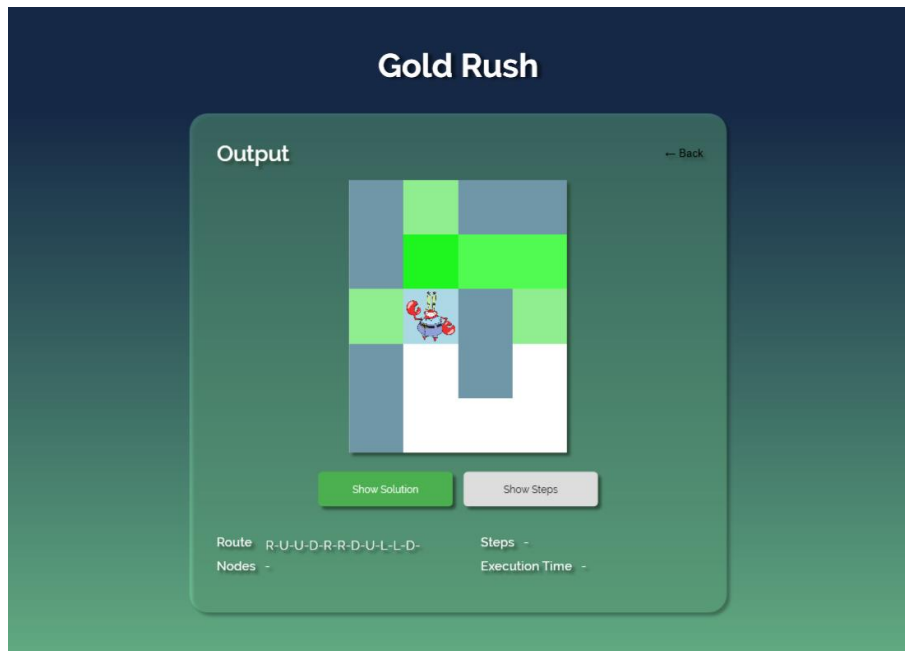 Gold Rush
Output
← Back
Show Solution
Show Steps
Route R-U-U-D-R-R-D-U-L-L-D-
Steps -
Nodes -
Execution Time -